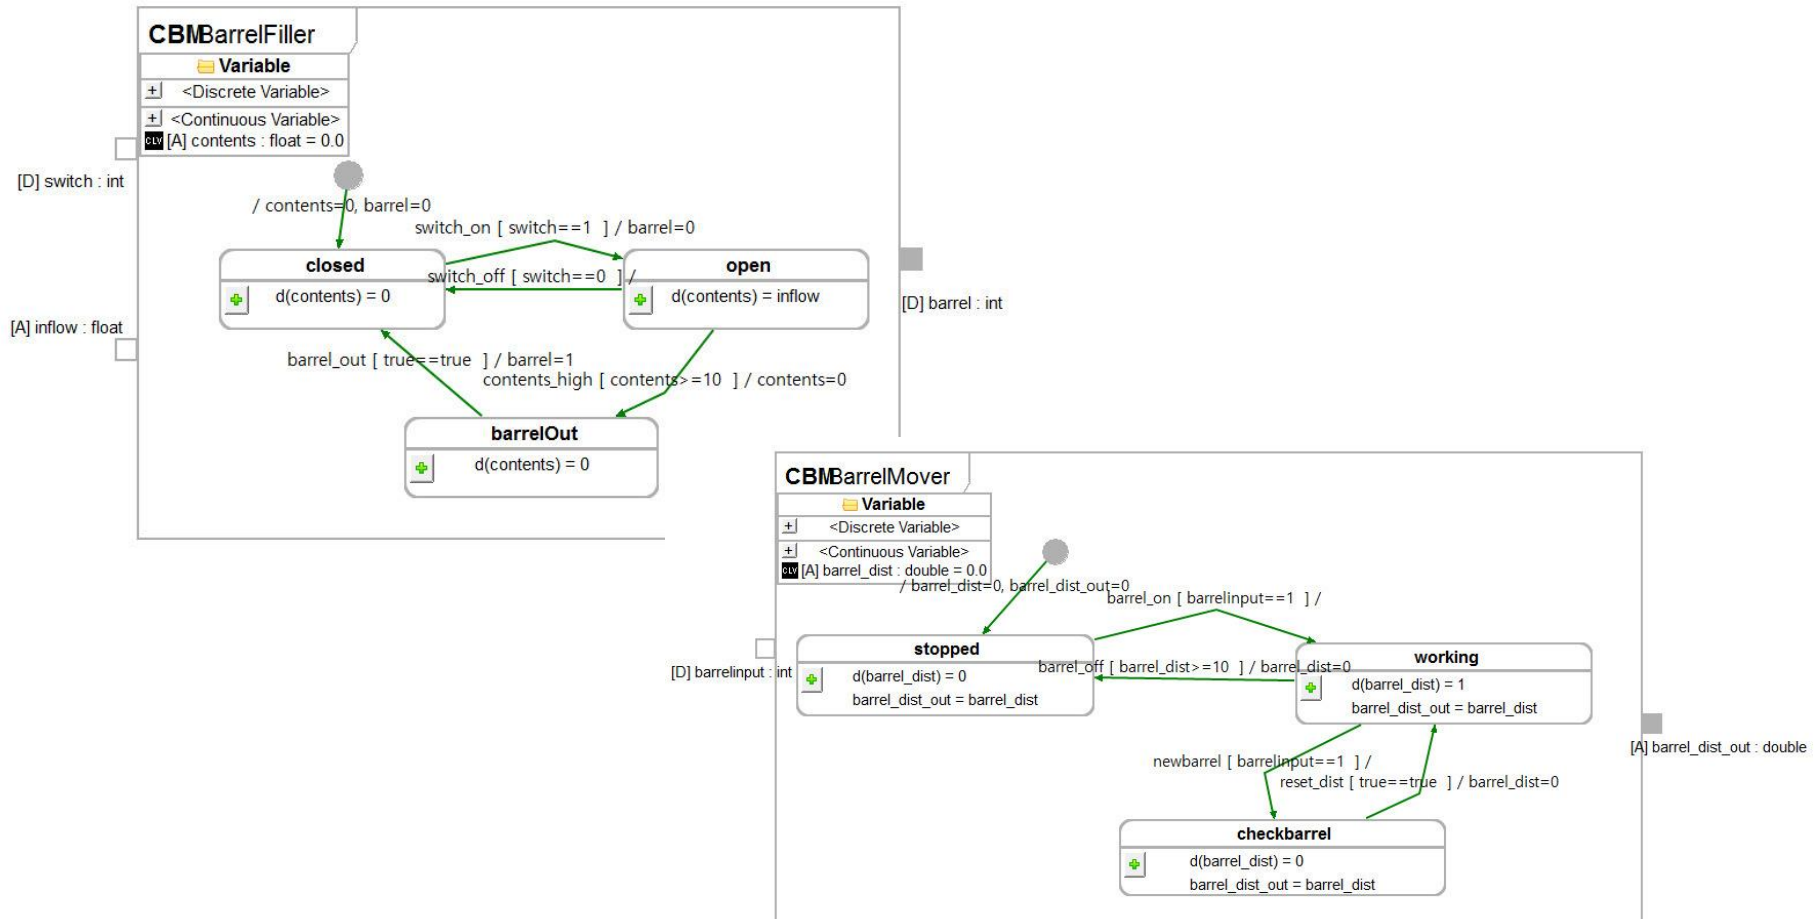 CBMBarrelFiller
Variable
<Discrete Variable>
<Continuous Variable>
CLV [A] contents : float = 0.0
[D] switch : int
/ contents=0, barrel=0
switch_on [ switch==1 ] / barrel=0
closed
d(contents) = 0
switch_off [ switch==0 ] /
open
d(contents) = inflow
[D] barrel : int
[A] inflow : float
barrel_out [ true==true ] / barrel=1
contents_high [ contents>=10 ] / contents=0
barrelOut
d(contents) = 0
CBMBarrelMover
Variable
<Discrete Variable>
<Continuous Variable>
CLV [A] barrel_dist : double = 0.0
/ barrel_dist=0, barrel_dist_out=0
barrel_on [ barrelinput==1 ] /
[D] barrelinput : int
stopped
d(barrel_dist) = 0
barrel_dist_out = barrel_dist
barrel_off [ barrel_dist>=10 ] / barrel_dist=0
working
d(barrel_dist) = 1
barrel_dist_out = barrel_dist
[A] barrel_dist_out : double
newbarrel [ barrelinput==1 ] /
reset_dist [ true==true ] / barrel_dist=0
checkbarrel
d(barrel_dist) = 0
barrel_dist_out = barrel_dist